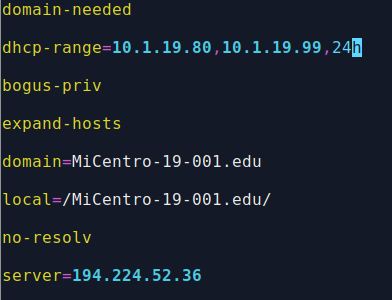 domain-needed
dhcp-range=10.1.19.80,10.1.19.99,24h
bogus-priv
expand-hosts
domain=MiCentro-19-001.edu
local=/MiCentro-19-001.edu/
no-resolv
server=194.224.52.36